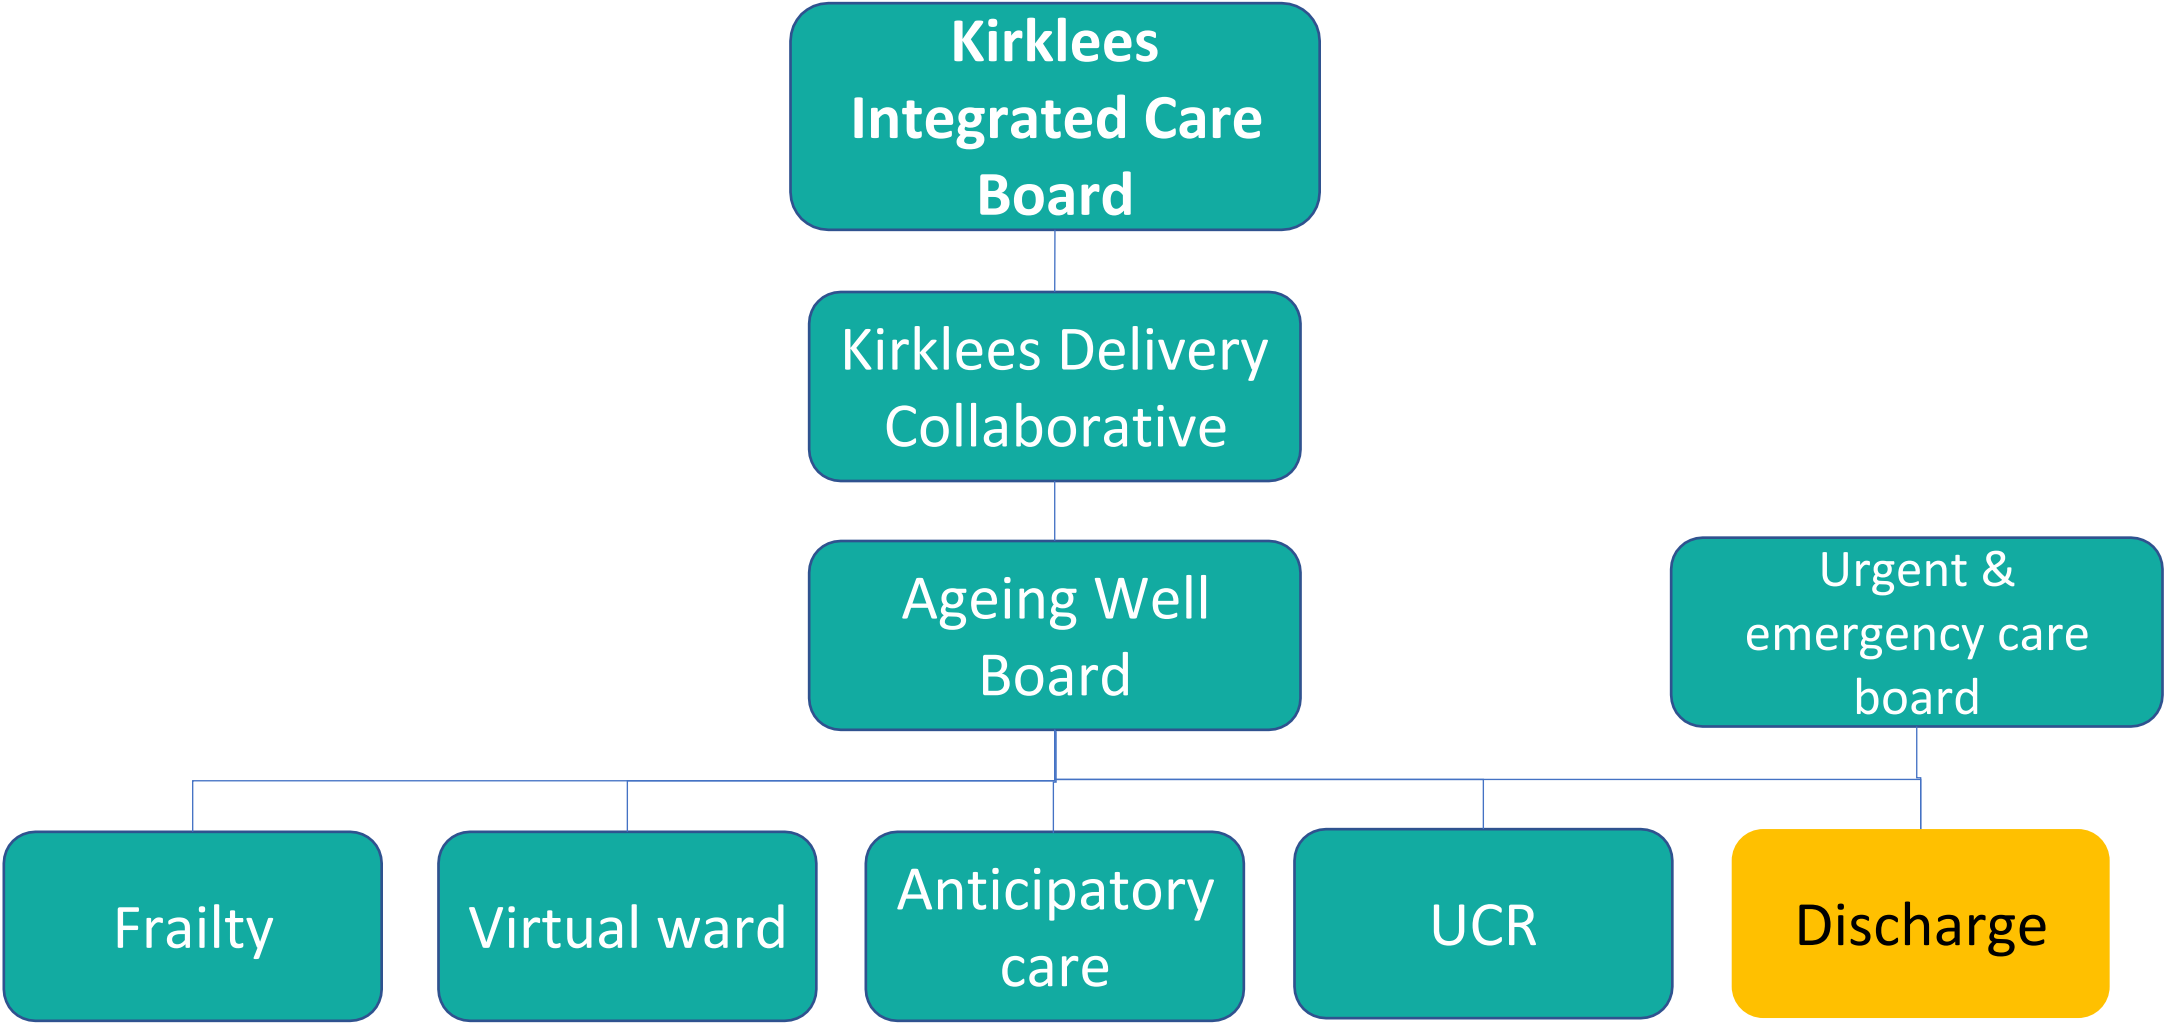 Kirklees
Integrated Care
Board
Kirklees Delivery
Collaborative
Ageing Well
Board
Urgent &
emergency care
board
Frailty
Virtual ward
Anticipatory
care
UCR
Discharge